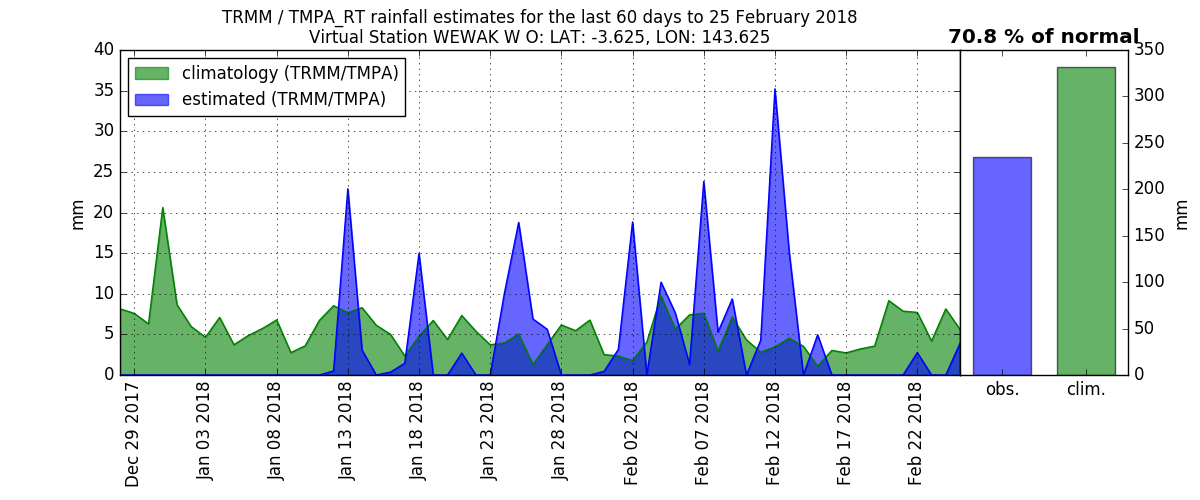 TRMM / TMPA_RT rainfall estimates for the last 60 days to 25 February 2018
Virtual Station WEWAK W O: LAT: -3.625, LON: 143.625
70.8 % of normal
climatology (TRMM/TMPA)
estimated (TRMM/TMPA)
mm
40
35
30
25
20
15
10
5
0
Dec 29 2017
Jan 03 2018
Jan 08 2018
Jan 13 2018
Jan 18 2018
Jan 23 2018
Jan 28 2018
Feb 02 2018
Feb 07 2018
Feb 12 2018
Feb 17 2018
Feb 22 2018
obs.
clim.
350
300
250
200
150
100
50
0
mm